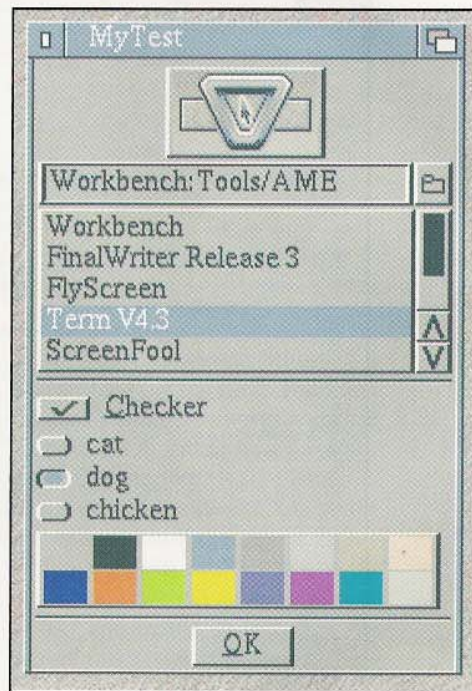 MyTest
Workbench:Tools/AME
Workbench
FinalWriter Release 3
FlyScreen
Term V4.3
ScreenFool
Checker
cat
dog
chicken
OK